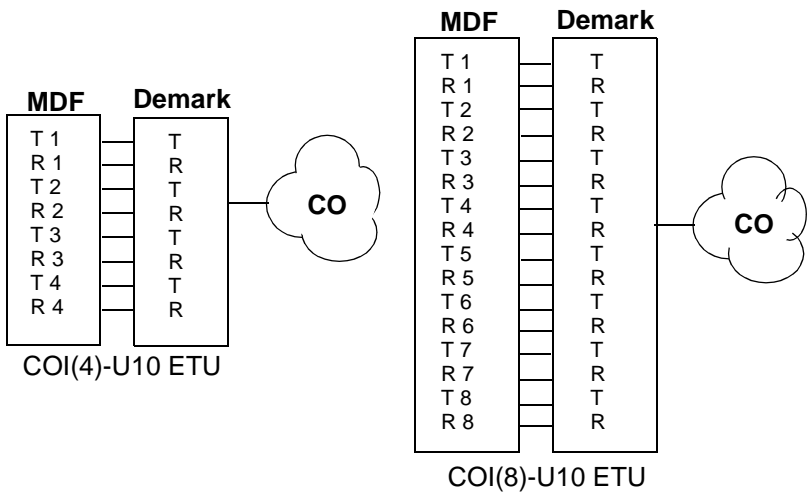 MDF Demark
T 1 T
R 1 R
T 2 T
R 2 R
T 3 T
R 3 R
T 4 T
R 4 R
CO
COI(4)-U10 ETU
MDF Demark
T 1 T
R 1 R
T 2 T
R 2 R
T 3 T
R 3 R
T 4 T
R 4 R
T 5 T
R 5 R
T 6 T
R 6 R
T 7 T
R 7 R
T 8 T
R 8 R
CO
COI(8)-U10 ETU